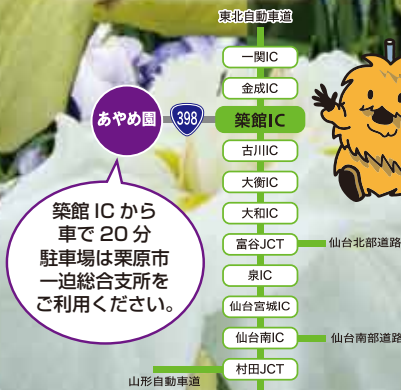 東北自動車道
一関IC
金成IC
あやめ園
398
築館IC
古川IC
大衡IC
大和IC
富谷JCT
仙台北部道路
泉IC
仙台宮城IC
仙台南IC
仙台南部道路
村田JCT
山形自動車道
築館 IC から
車で 20 分
駐車場は栗原市
一迫総合支所を
ご利用ください。